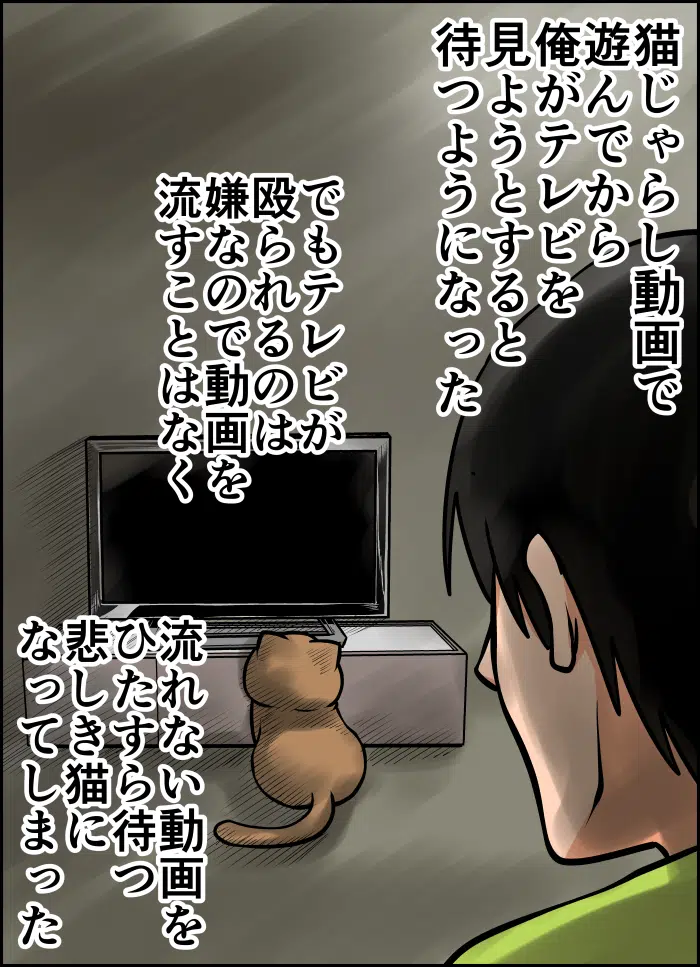 猫じゃらし動画で
遊んでから
俺がテレビを
見ようとすると
待つようになった
でもテレビが
殴られるのは
嫌なので動画を
流すことはなく
流れない動画を
ひたすら待つ
悲しき猫に
なってしまった